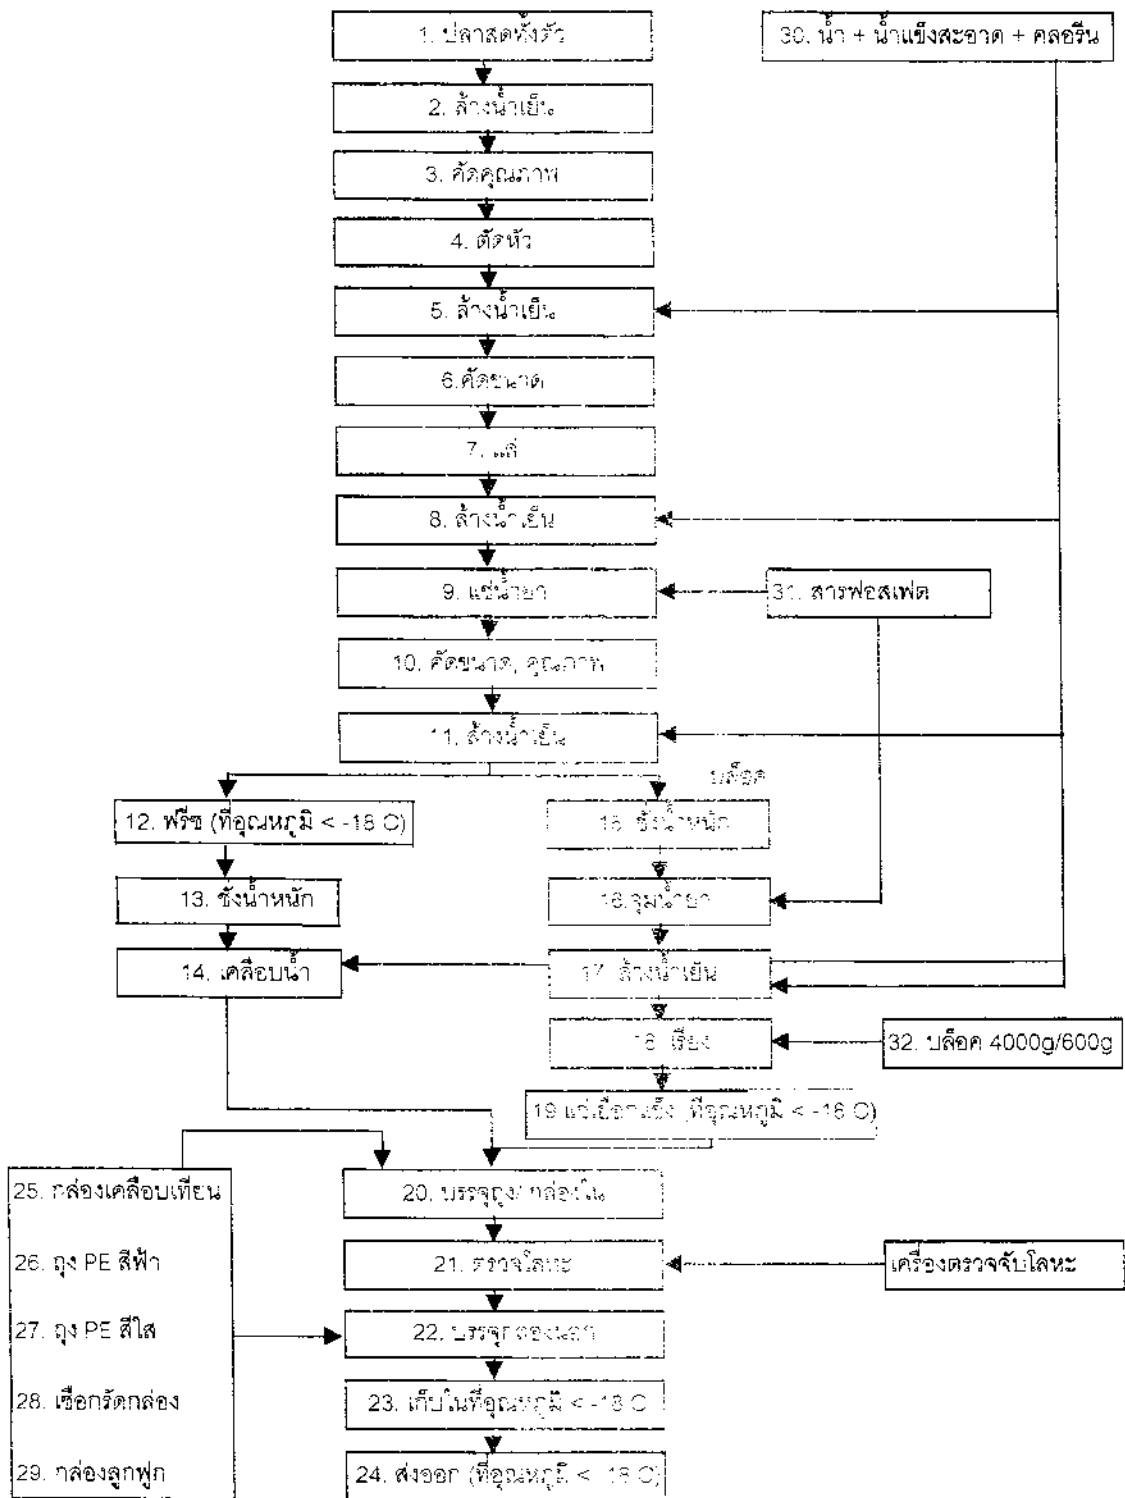 1. ปลาสดทั้งตัว
30. น้ำ + น้ำแข็งสะอาด + คลอรีน
2. ล้างน้ำเย็น
3. คัดคุณภาพ
4. ตัดหัว
5. ล้างน้ำเย็น
6.คัดขนาด
7. แล่
8. ล้างน้ำเย็น
9. แช่น้ำยา
31. สารฟอสเฟต
10. คัดขนาด, คุณภาพ
11. ล้างน้ำเย็น
บล็อค
12. ฟรีซ (ที่อุณหภูมิ < -18 C)
15. ชั่งน้ำหนัก
13. ชั่งน้ำหนัก
16.จุ่มน้ำยา
14. เคลือบน้ำ
17. ล้างน้ำเย็น
18. เรียง
32. บล็อค 4000g/600g
19 แช่เยือกแข็ง (ที่อุณหภูมิ < -18 C)
25. กล่องเคลือบเทียน
20. บรรจุถุง/ กล่องใน
26. ถุง PE สีฟ้า
21. ตรวจโลหะ
เครื่องตรวจจับโลหะ
27. ถุง PE สีใส
22. บรรจุกล่องนอก
28. เชือกรัดกล่อง
23. เก็บในที่อุณหภูมิ < -18 C
29. กล่องลูกฟูก
24. ส่งออก (ที่อุณหภูมิ < -18 C)